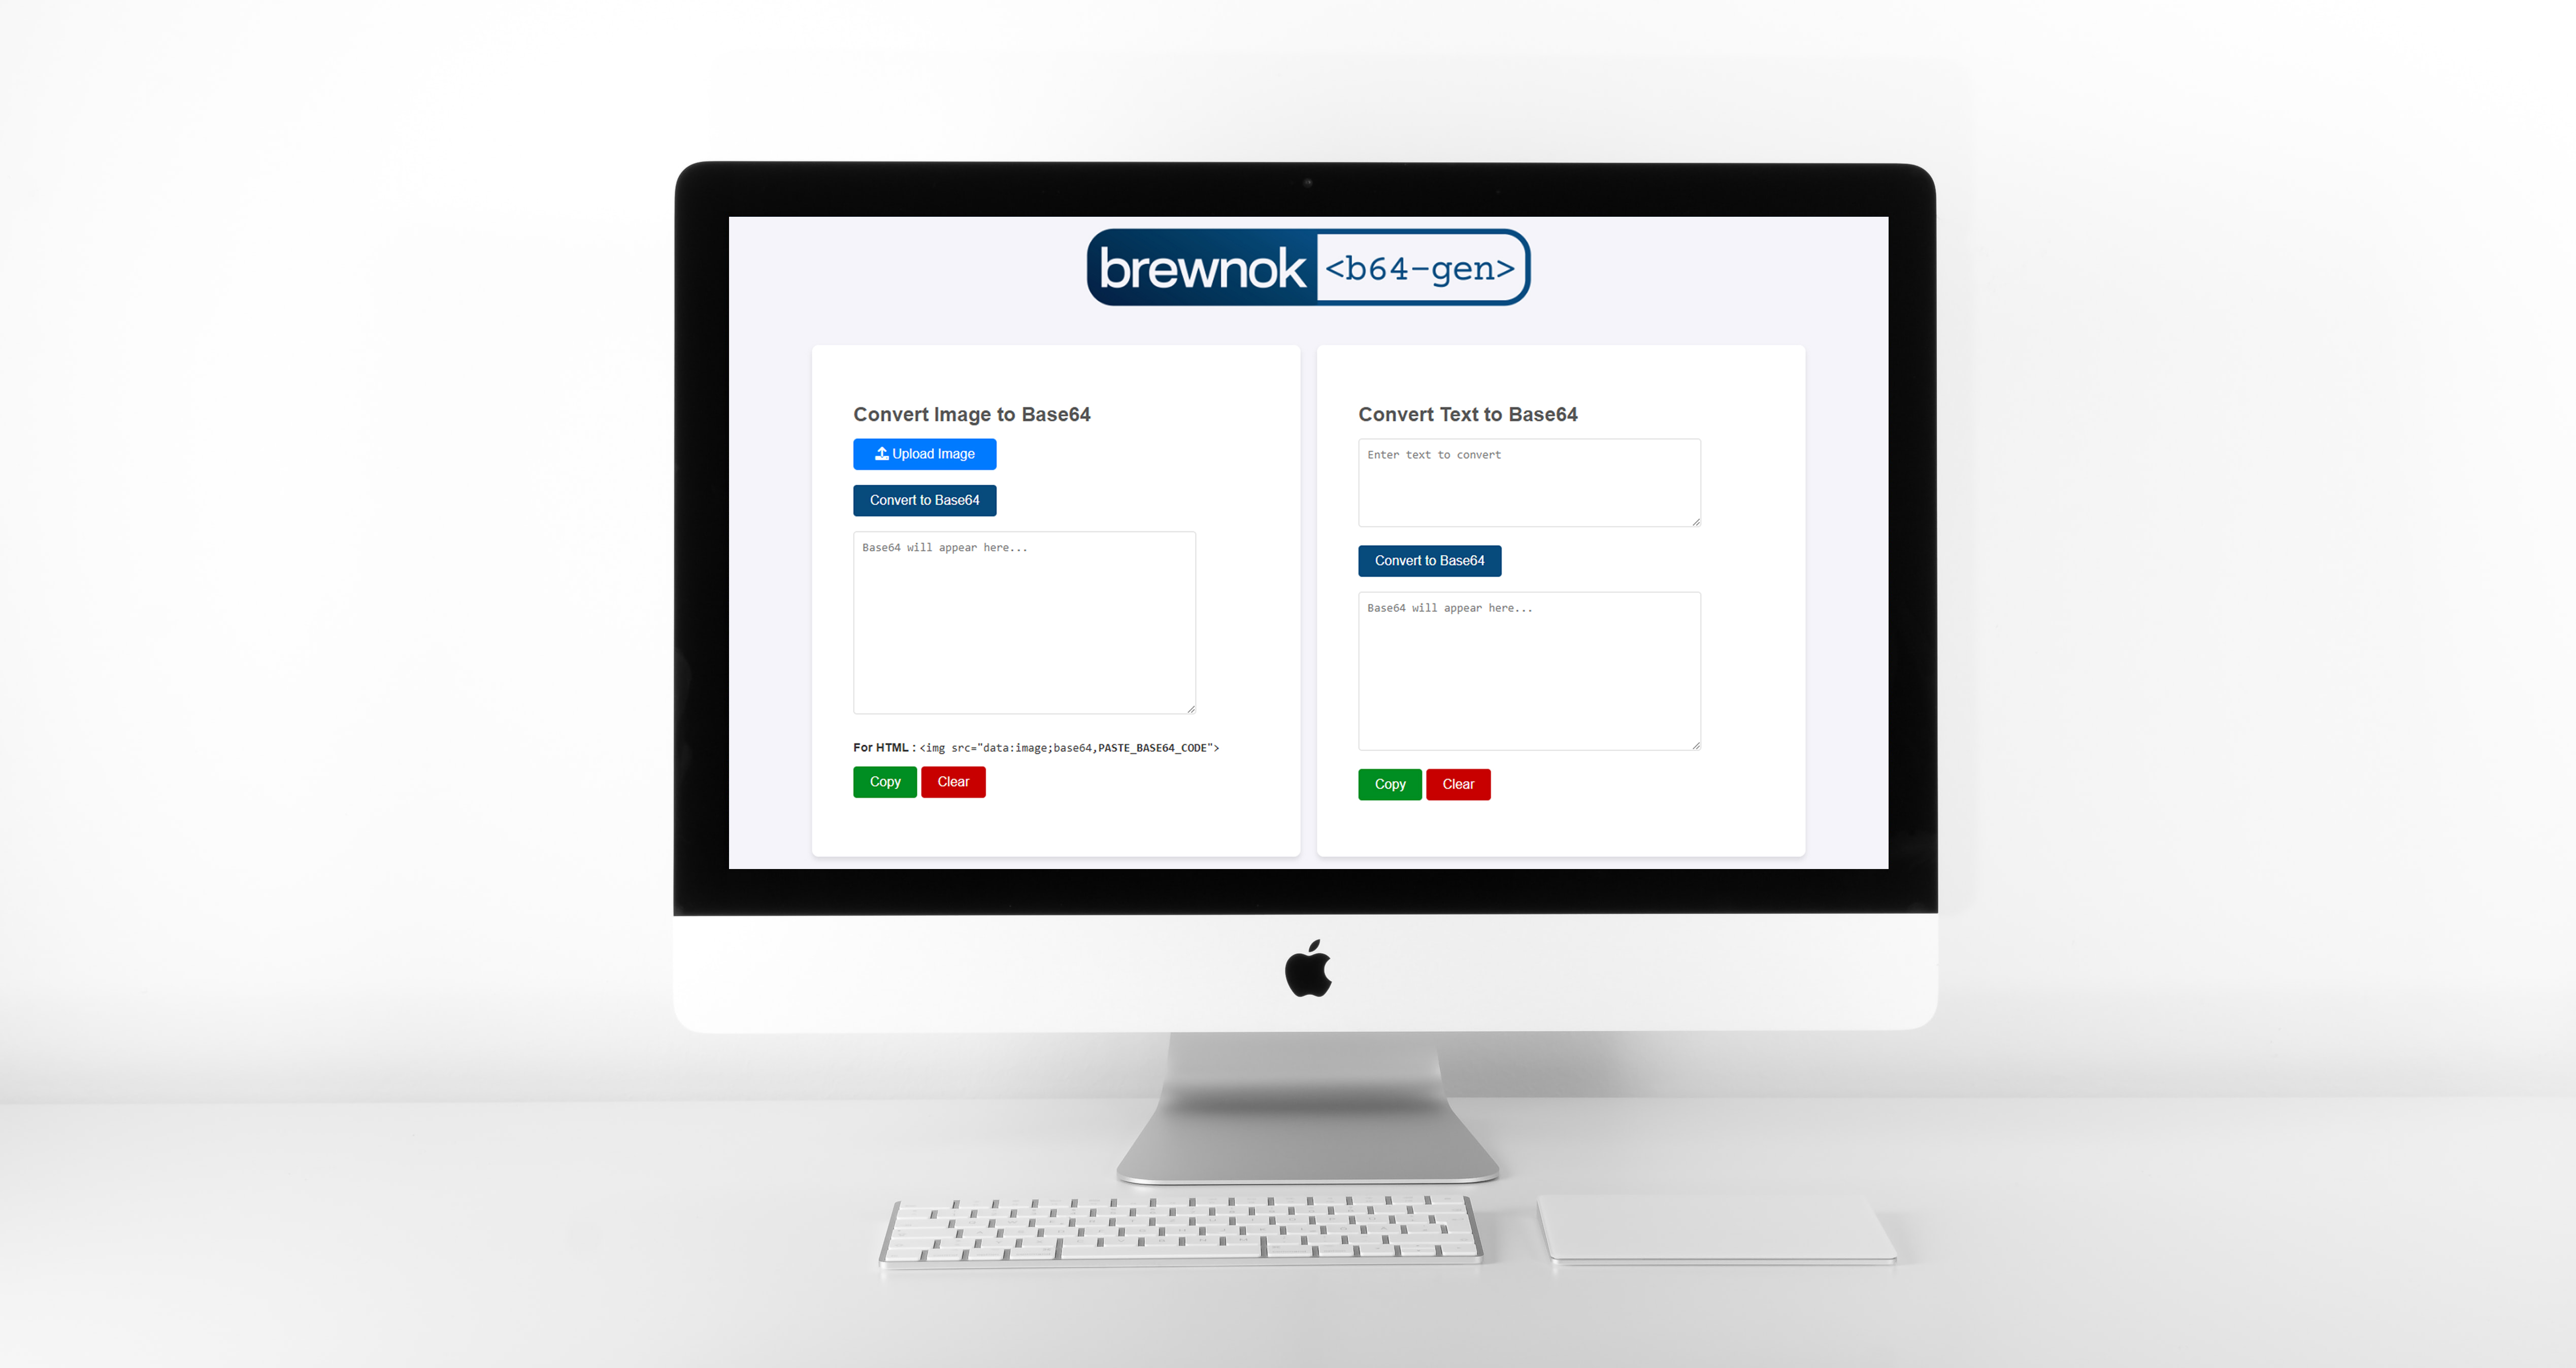 brewnok <b64-gen>
Convert Image to Base64
Upload Image
Convert to Base64
Base64 will appear here...
For HTML : <img src="data:image;base64,PASTE_BASE64_CODE">
Copy Clear
Convert Text to Base64
Enter text to convert
Convert to Base64
Base64 will appear here...
Copy Clear